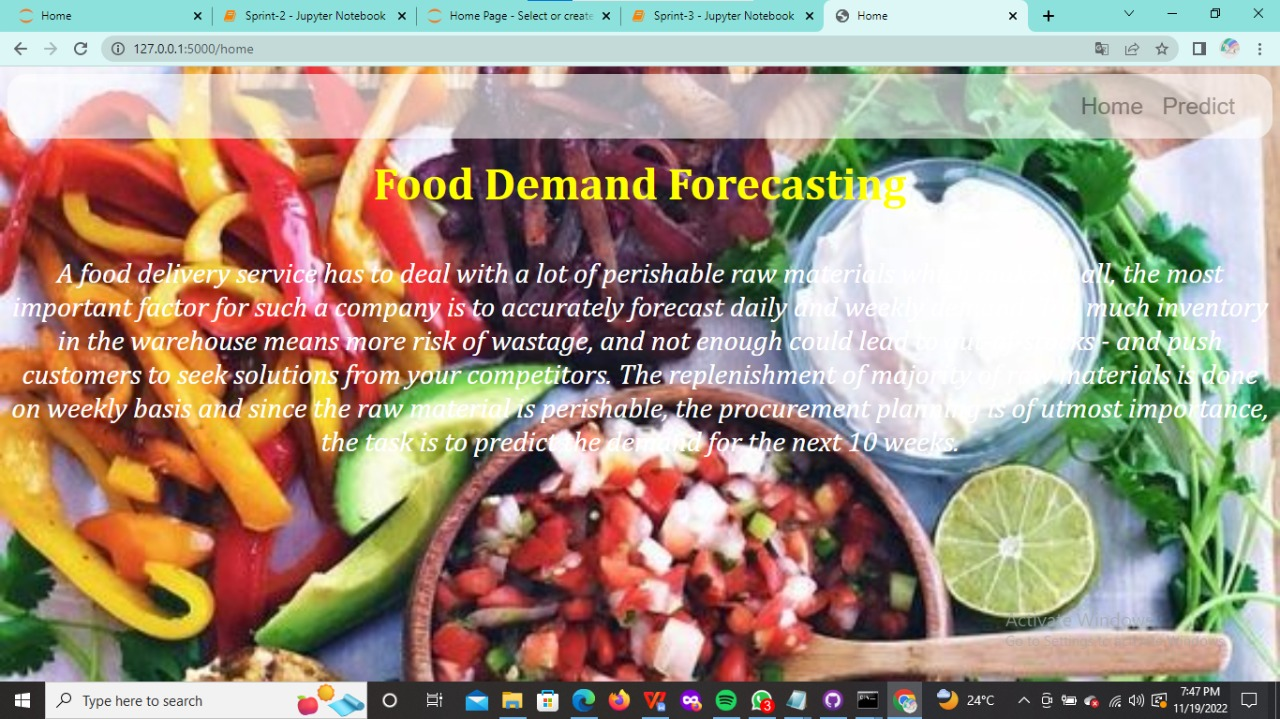 Home
Sprint-2 - Jupyter Notebook
Home Page - Select or create
Sprint-3 - Jupyter Notebook
Home
127.0.0.1:5000/home
Home Predict
Food Demand Forecasting
A food delivery service has to deal with a lot of perishable raw materials all, the most
important factor for such a company is to accurately forecast daily and weekly much inventory
in the warehouse means more risk of wastage, and not enough could lead to - and push
customers to seek solutions from your competitors. The replenishment of majority of raw materials is done
on weekly basis and since the raw material is perishable, the procurement planning is of utmost importance,
the task is to predict the demand for the next 10 weeks.
Activate Windows
Type here to search
3
24°C
7:47 PM
11/19/2022